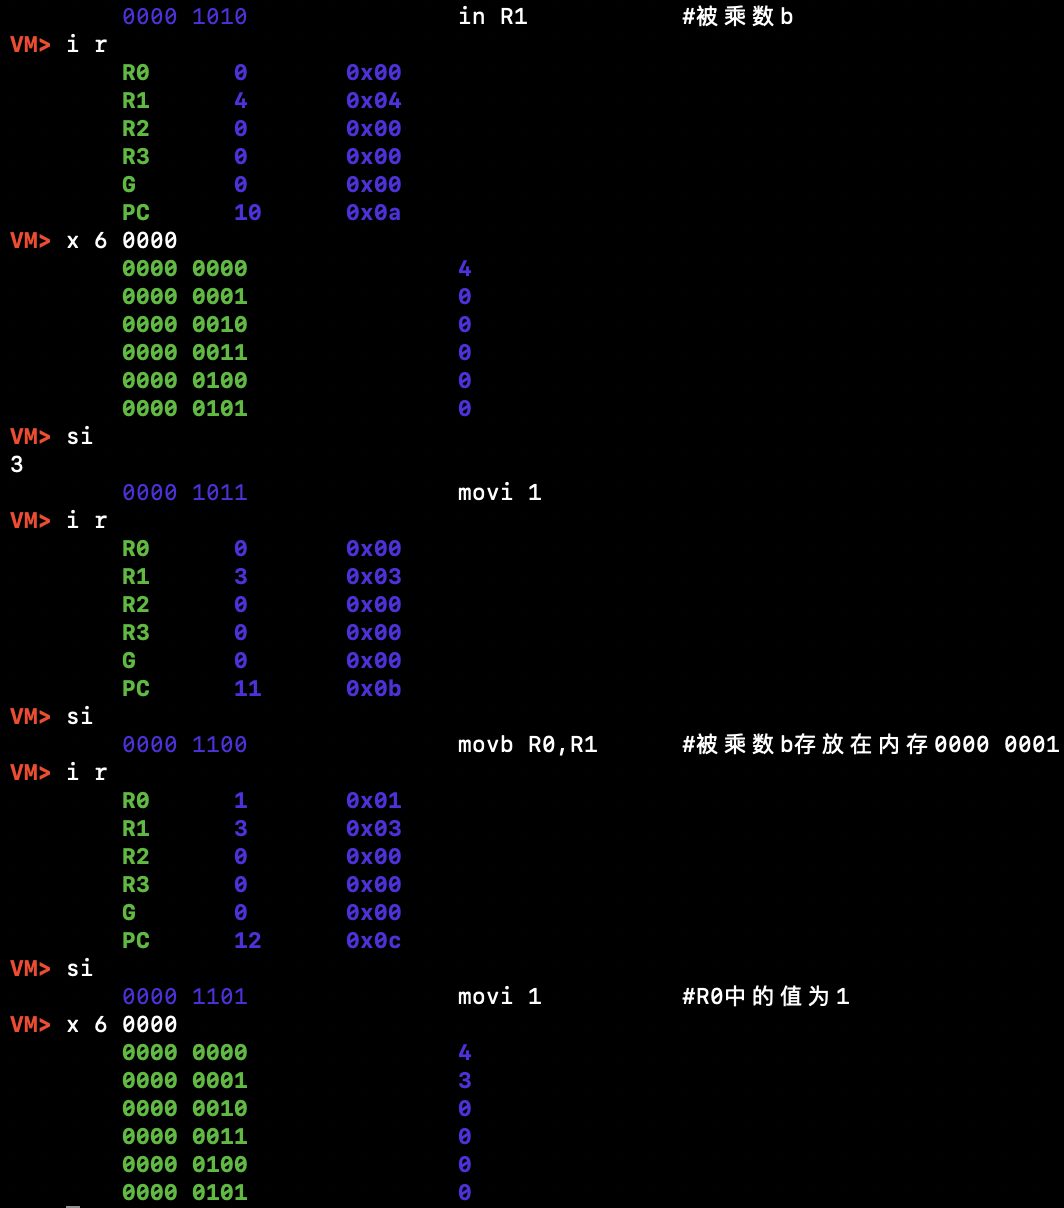 0000 1010 in R1 #被乘数b
VM> i r
R0 0 0x00
R1 4 0x04
R2 0 0x00
R3 0 0x00
G 0 0x00
PC 10 0x0a
VM> x 6 0000
0000 0000 4
0000 0001 0
0000 0010 0
0000 0011 0
0000 0100 0
0000 0101 0
VM> si
3
0000 1011 movi 1
VM> i r
R0 0 0x00
R1 3 0x03
R2 0 0x00
R3 0 0x00
G 0 0x00
PC 11 0x0b
VM> si
0000 1100 movb R0,R1 #被乘数b存放在内存0000 0001
VM> i r
R0 1 0x01
R1 3 0x03
R2 0 0x00
R3 0 0x00
G 0 0x00
PC 12 0x0c
VM> si
0000 1101 movi 1 #R0中的值为1
VM> x 6 0000
0000 0000 4
0000 0001 3
0000 0010 0
0000 0011 0
0000 0100 0
0000 0101 0